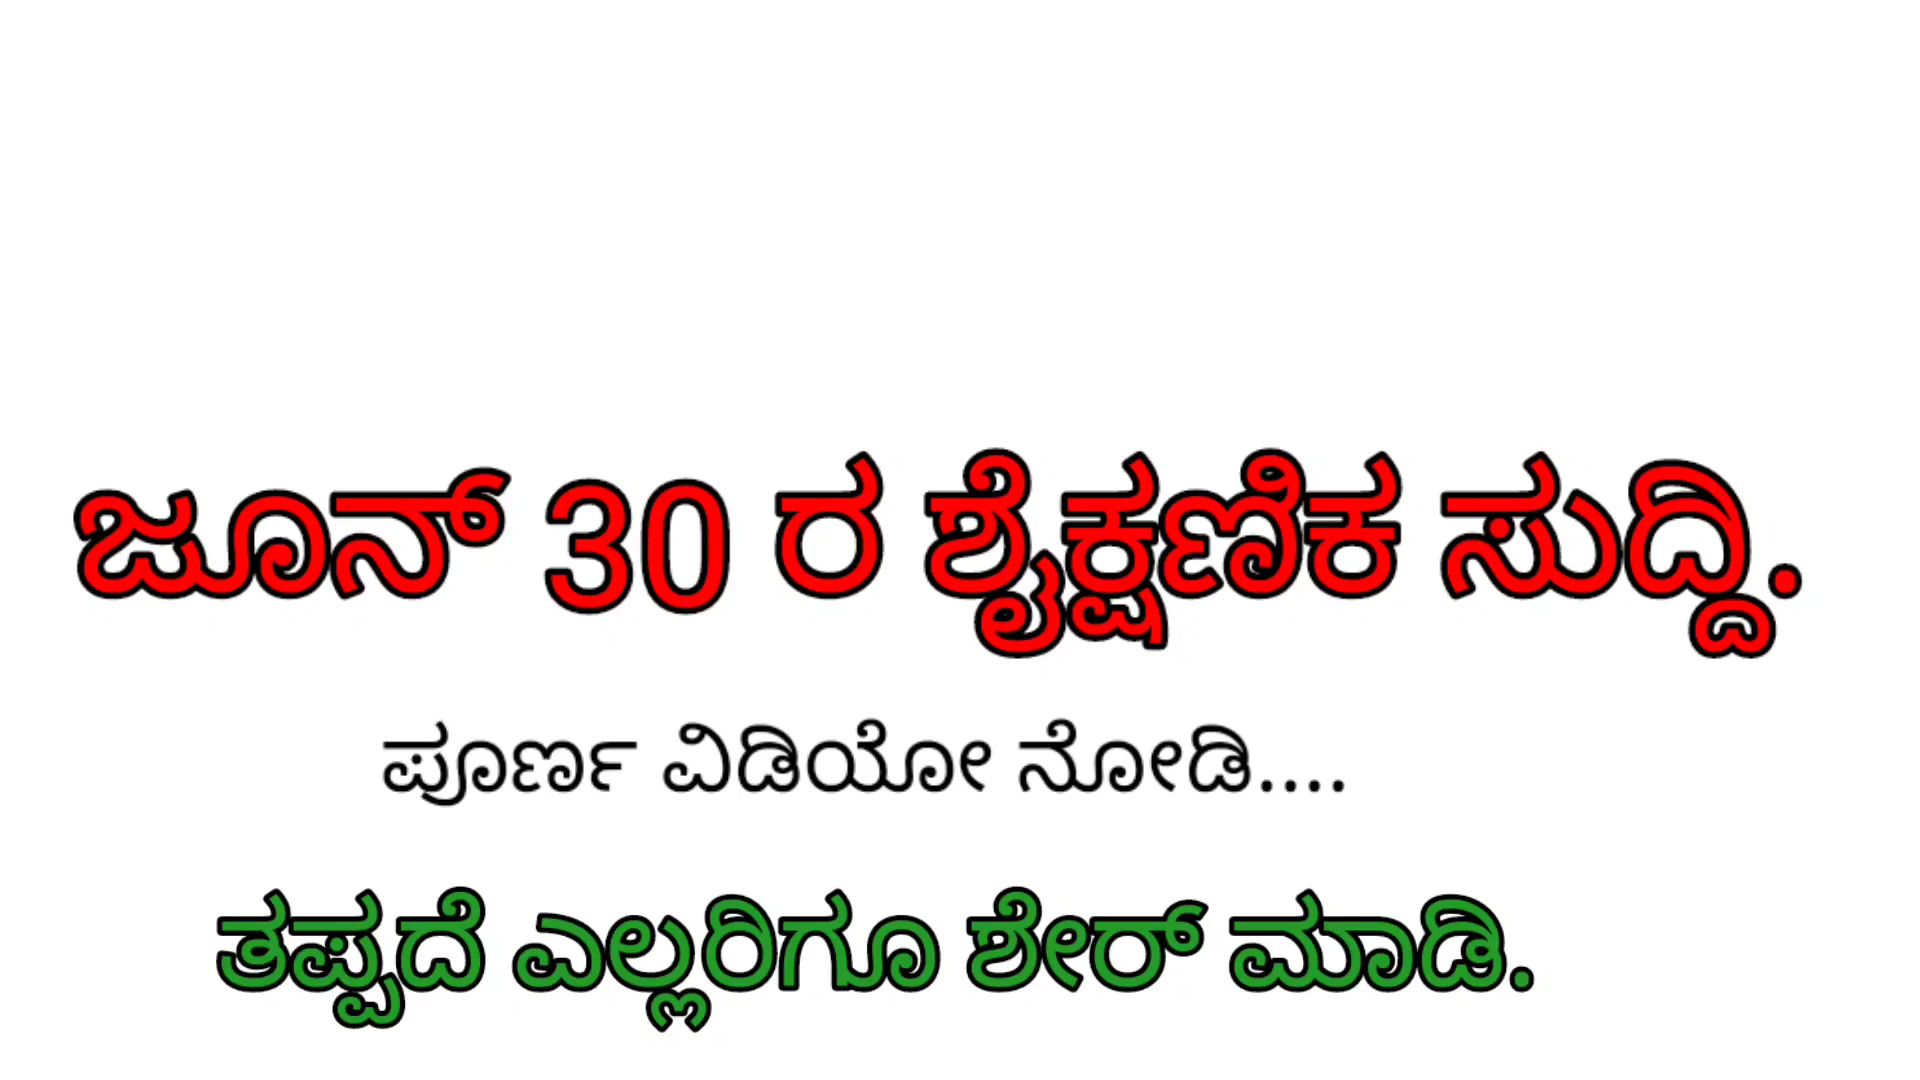 ಜೂನ್ 30 ರ ಶೈಕ್ಷಣಿಕ ಸುದ್ದಿ.
ಪೂರ್ಣ ವಿಡಿಯೋ ನೋಡಿ....
ತಪ್ಪದೆ ಎಲ್ಲರಿಗೂ ಶೇರ್ ಮಾಡಿ.